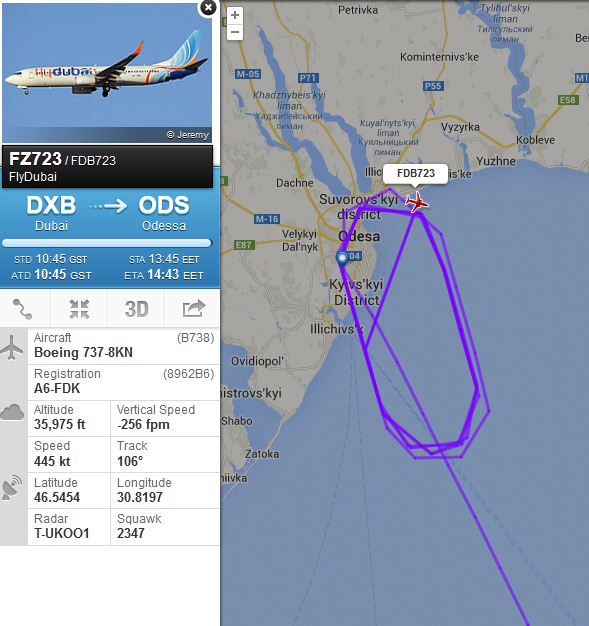 flydubai
© Jeremy
FZ723 / FDB723
FlyDubai
DXB ODS
Dubai Odessa
STD 10:45 GST STA 13:45 EET
ATD 10:45 GST ETA 14:43 EET
3D
Aircraft (B738)
Boeing 737-8KN
Registration (8962B6)
A6-FDK
Altitude Vertical Speed
35,975 ft -256 fpm
Speed Track
445 kt 106°
Latitude Longitude
46.5454 30.8197
Radar Squawk
T-UKOO1 2347
+
−
Petrivka
Tylihul's'kyi
liman
Тилігульский
лиман
Kominternivs'ke
M-05
P71
P55
Khadzhybeis'kyi
liman
Хаджибейський
лиман
E58
Kuyal'nyts'kyi
liman
Куяльницький
лиман
Vyzyrka
Kobleve
Yuzhne
FDB723
Dachne
Suvorovs'kyi
district
M-16
Velykyi
Dal'nyk
Odesa
E87
Kyivs'kyi
District
Illichivs'k
Ovidiopol'
mistrovs'kyi
Shabo
Zatoka